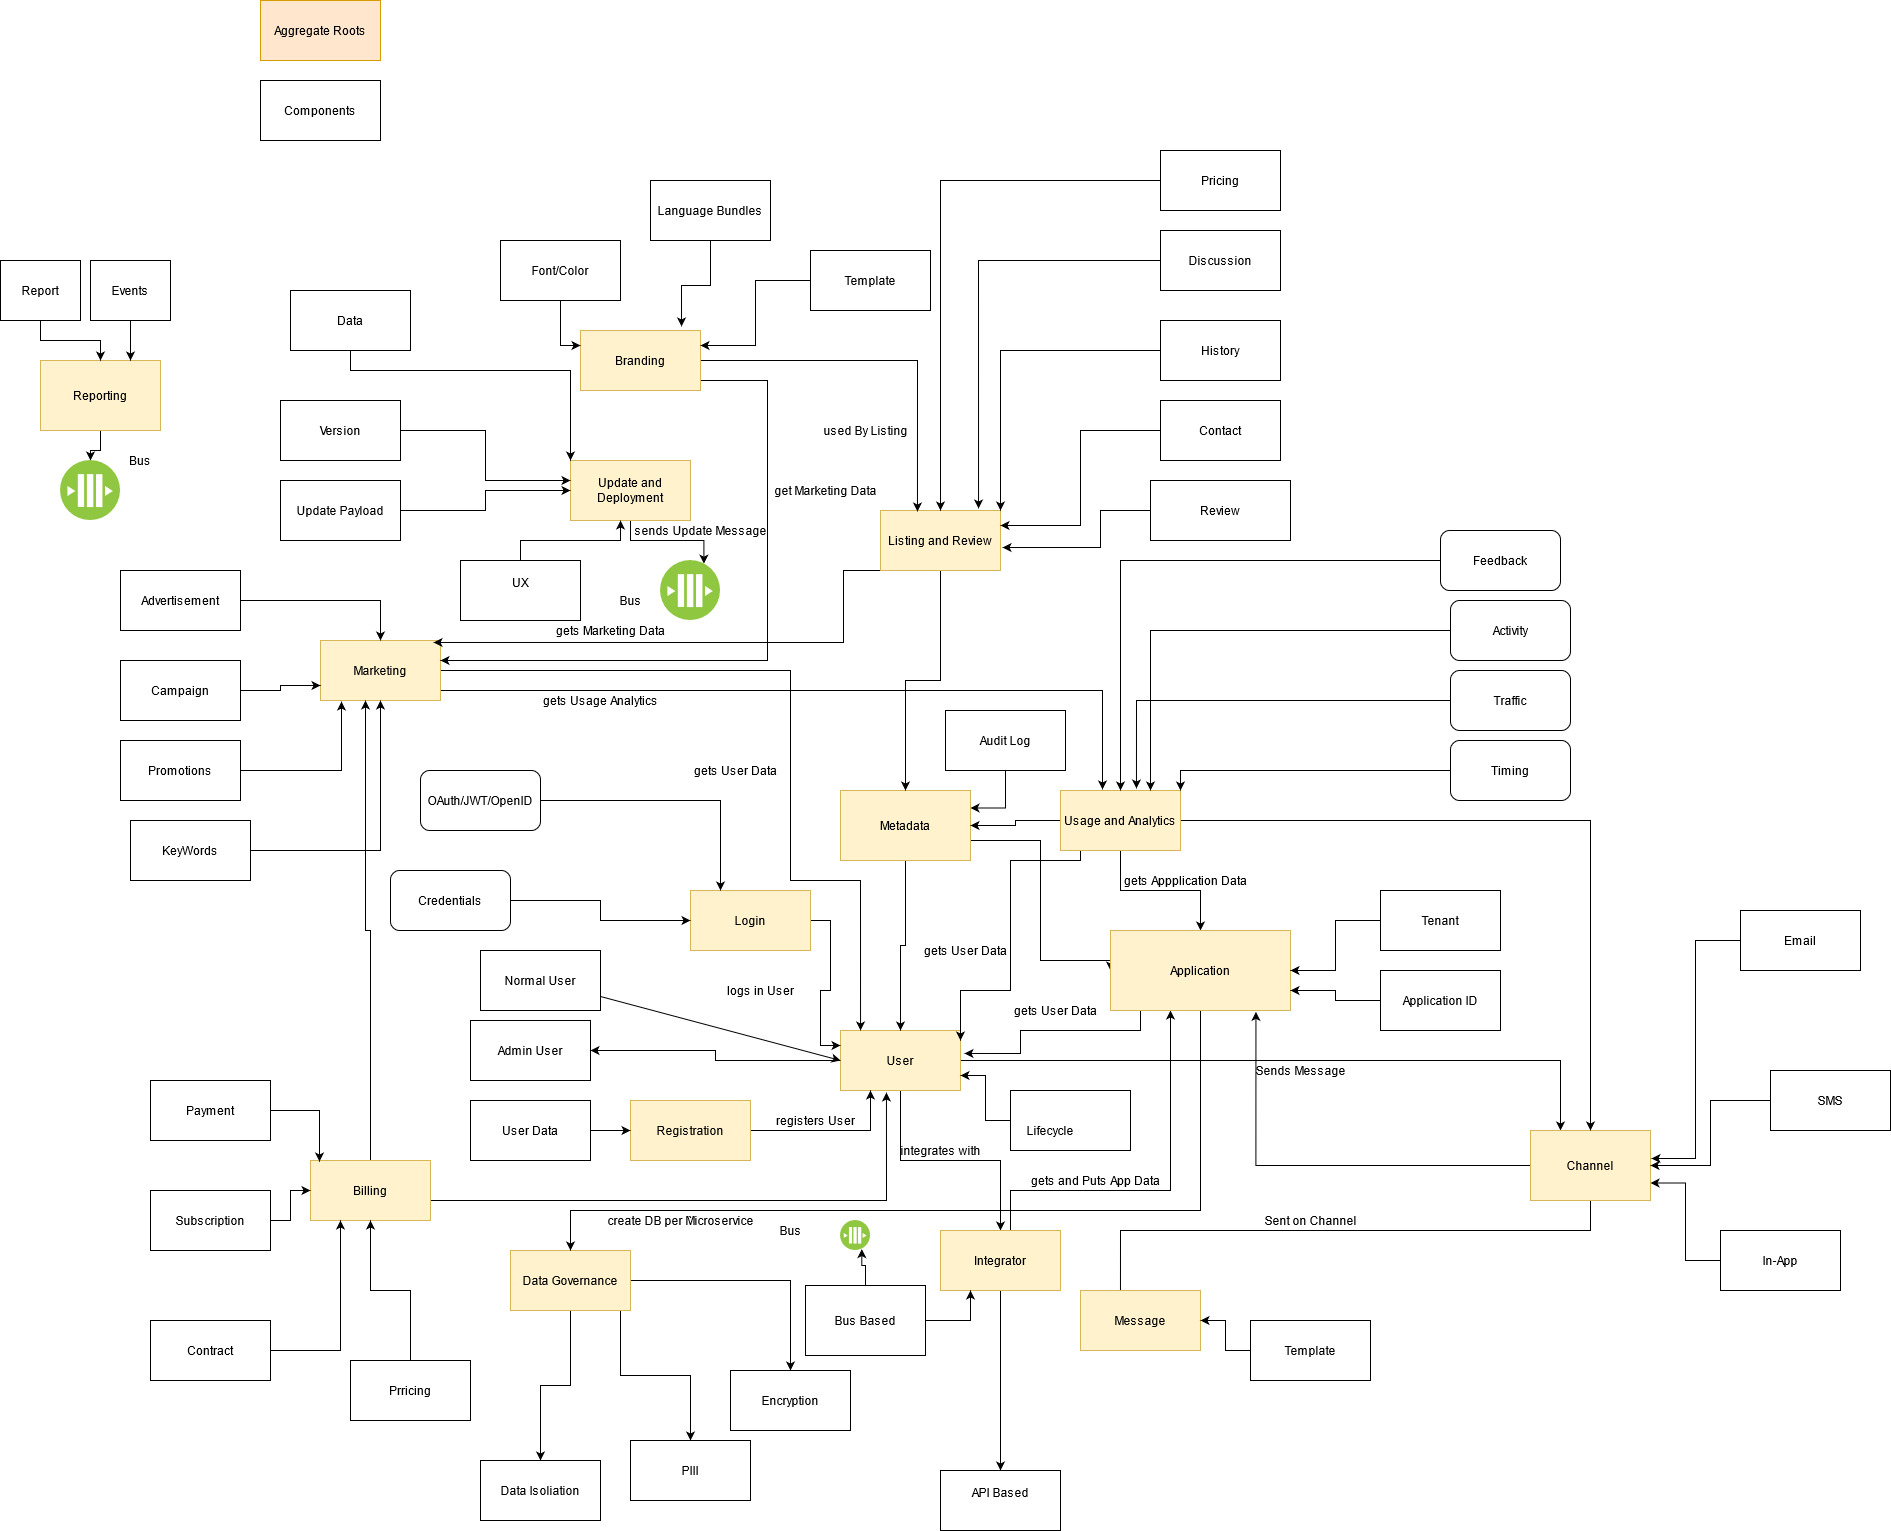 Aggregate Roots
Components
Pricing
Language Bundles
Discussion
Font/Color
Template
Report
Events
Data
History
Branding
Reporting
Version
used By Listing
Contact
Bus
Update and
Deployment
get Marketing Data
Update Payload
Review
sends Update Message
Listing and Review
Feedback
UX
Bus
Advertisement
gets Marketing Data
Activity
Marketing
Campaign
gets Usage Analytics
Traffic
Audit Log
Promotions
gets User Data
Timing
OAuth/JWT/OpenID
Metadada
Usage and Analytics
KeyWords
gets Appplication Data
Credentials
Login
Tenant
Email
gets User Data
Application
Normal User
logs in User
Application ID
gets User Data
Admin User
User
Sends Message
Payment
SMS
User Data
Registration
registers User
Lifecycle
integrates with
Channel
Billing
gets and Puts App Data
Subscription
create DB per Microservice
Bus
Sent on Channel
Integrator
In-App
Data Governance
Bus Based
Message
Contract
Template
Prricing
Encryption
PIII
Data Isoliation
API Based